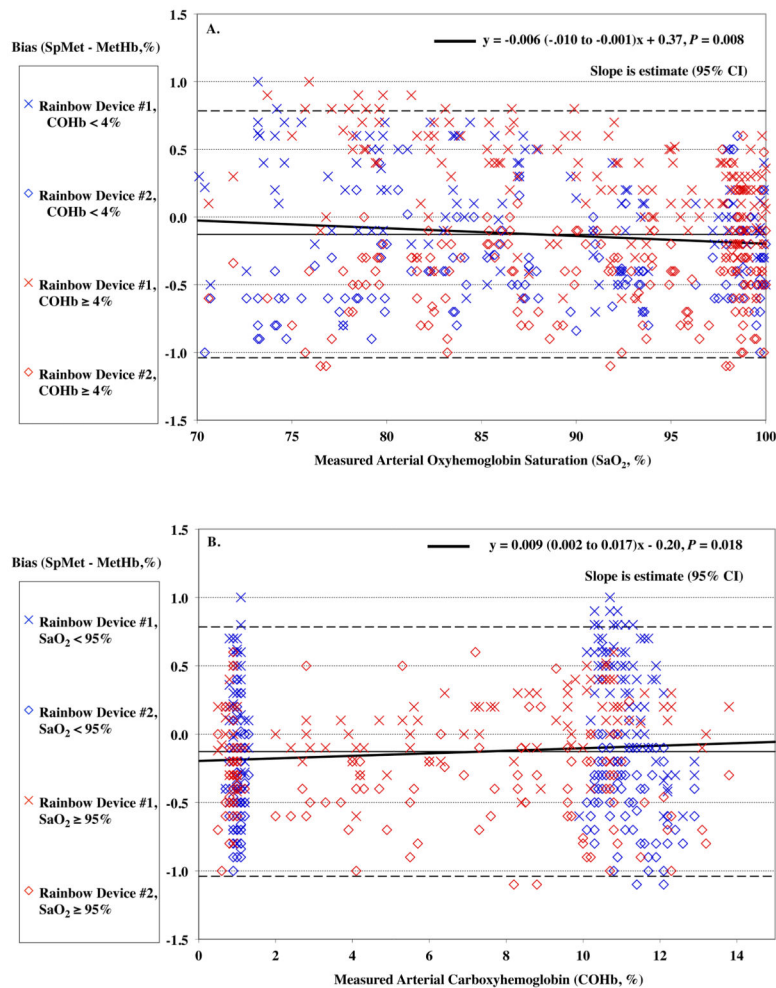 A.
y = -0.006 (-.010 to -0.001)x + 0.37, P = 0.008
Slope is estimate (95% CI)
Bias (SpMet - MetHb,%)
Rainbow Device #1,
COHb < 4%
Rainbow Device #2,
COHb < 4%
Rainbow Device #1,
COHb ≥ 4%
Rainbow Device #2,
COHb ≥ 4%
1.5
1.0
0.5
0.0
-0.5
-1.0
-1.5
70 75 80 85 90 95 100
Measured Arterial Oxyhemoglobin Saturation (SaO₂, %)
B.
y = 0.009 (0.002 to 0.017)x - 0.20, P = 0.018
Slope is estimate (95% CI)
Bias (SpMet - MetHb,%)
Rainbow Device #1,
SaO₂ < 95%
Rainbow Device #2,
SaO₂ < 95%
Rainbow Device #1,
SaO₂ ≥ 95%
Rainbow Device #2,
SaO₂ ≥ 95%
1.5
1.0
0.5
0.0
-0.5
-1.0
-1.5
0 2 4 6 8 10 12 14
Measured Arterial Carboxyhemoglobin (COHb, %)